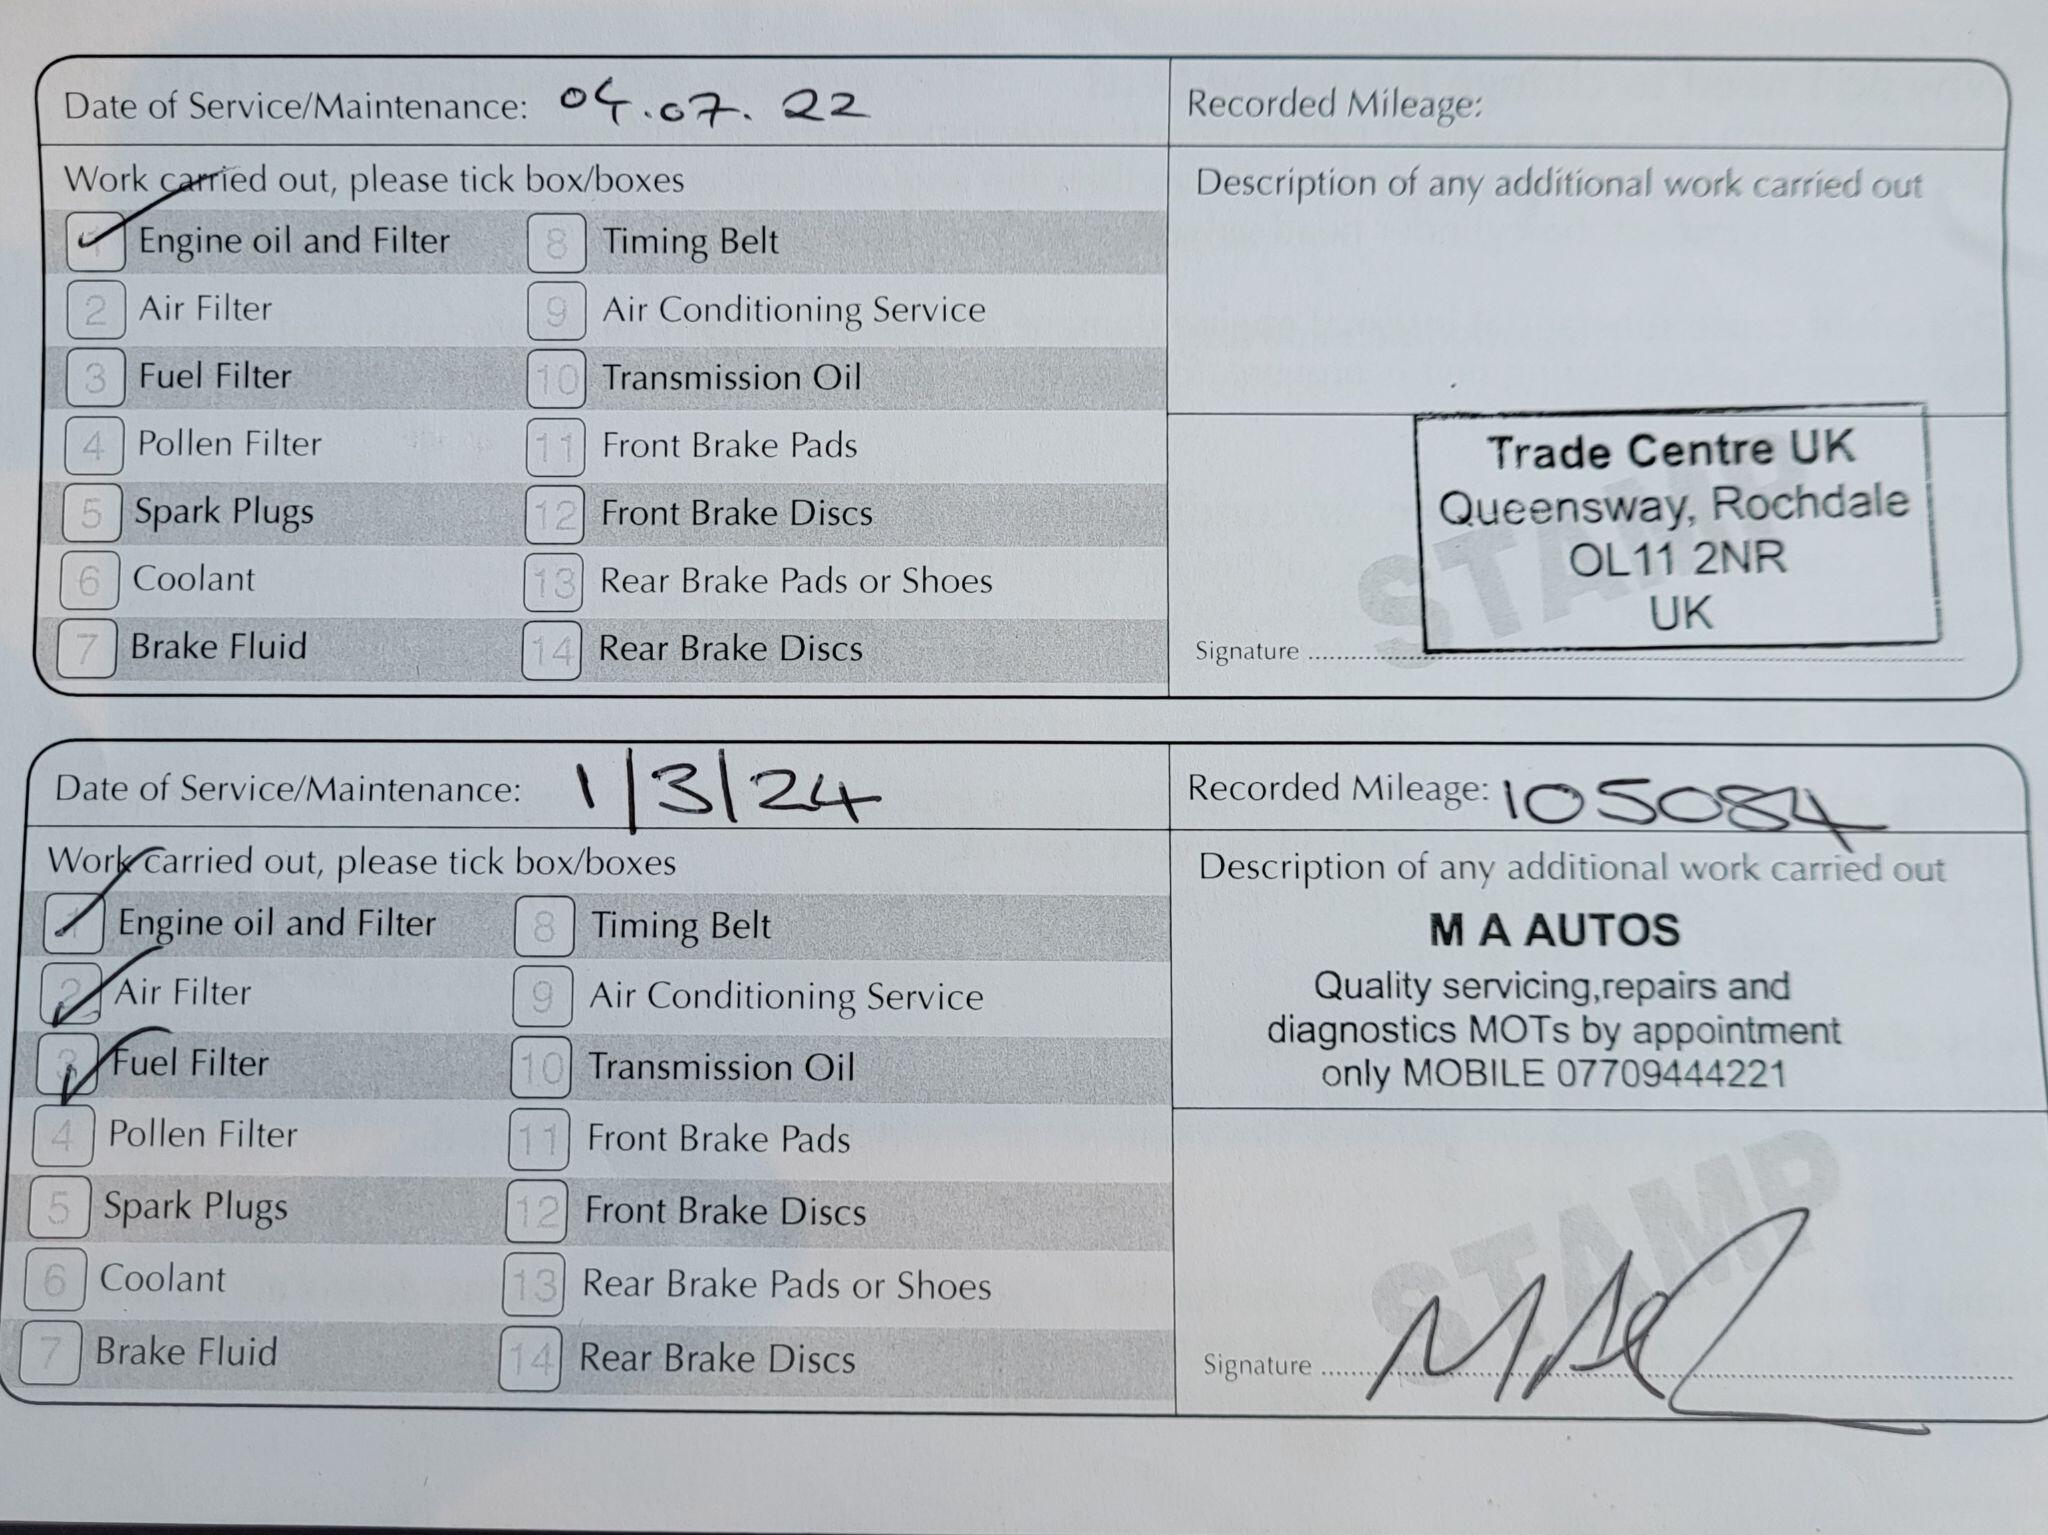 Date of Service/Maintenance: 04.07.22
Recorded Mileage:
Work carried out, please tick box/boxes
Description of any additional work carried out
1 Engine oil and Filter
8 Timing Belt
2 Air Filter
9 Air Conditioning Service
3 Fuel Filter
10 Transmission Oil
4 Pollen Filter
11 Front Brake Pads
5 Spark Plugs
12 Front Brake Discs
6 Coolant
13 Rear Brake Pads or Shoes
7 Brake Fluid
14 Rear Brake Discs
Trade Centre UK
Queensway, Rochdale
OL11 2NR
UK
STAMP
Signature
Date of Service/Maintenance: 1/3/24
Recorded Mileage: 105084
Work carried out, please tick box/boxes
Description of any additional work carried out
1 Engine oil and Filter
8 Timing Belt
2 Air Filter
9 Air Conditioning Service
3 Fuel Filter
10 Transmission Oil
4 Pollen Filter
11 Front Brake Pads
5 Spark Plugs
12 Front Brake Discs
6 Coolant
13 Rear Brake Pads or Shoes
7 Brake Fluid
14 Rear Brake Discs
M A AUTOS
Quality servicing,repairs and
diagnostics MOTs by appointment
only MOBILE 07709444221
STAMP
Signature